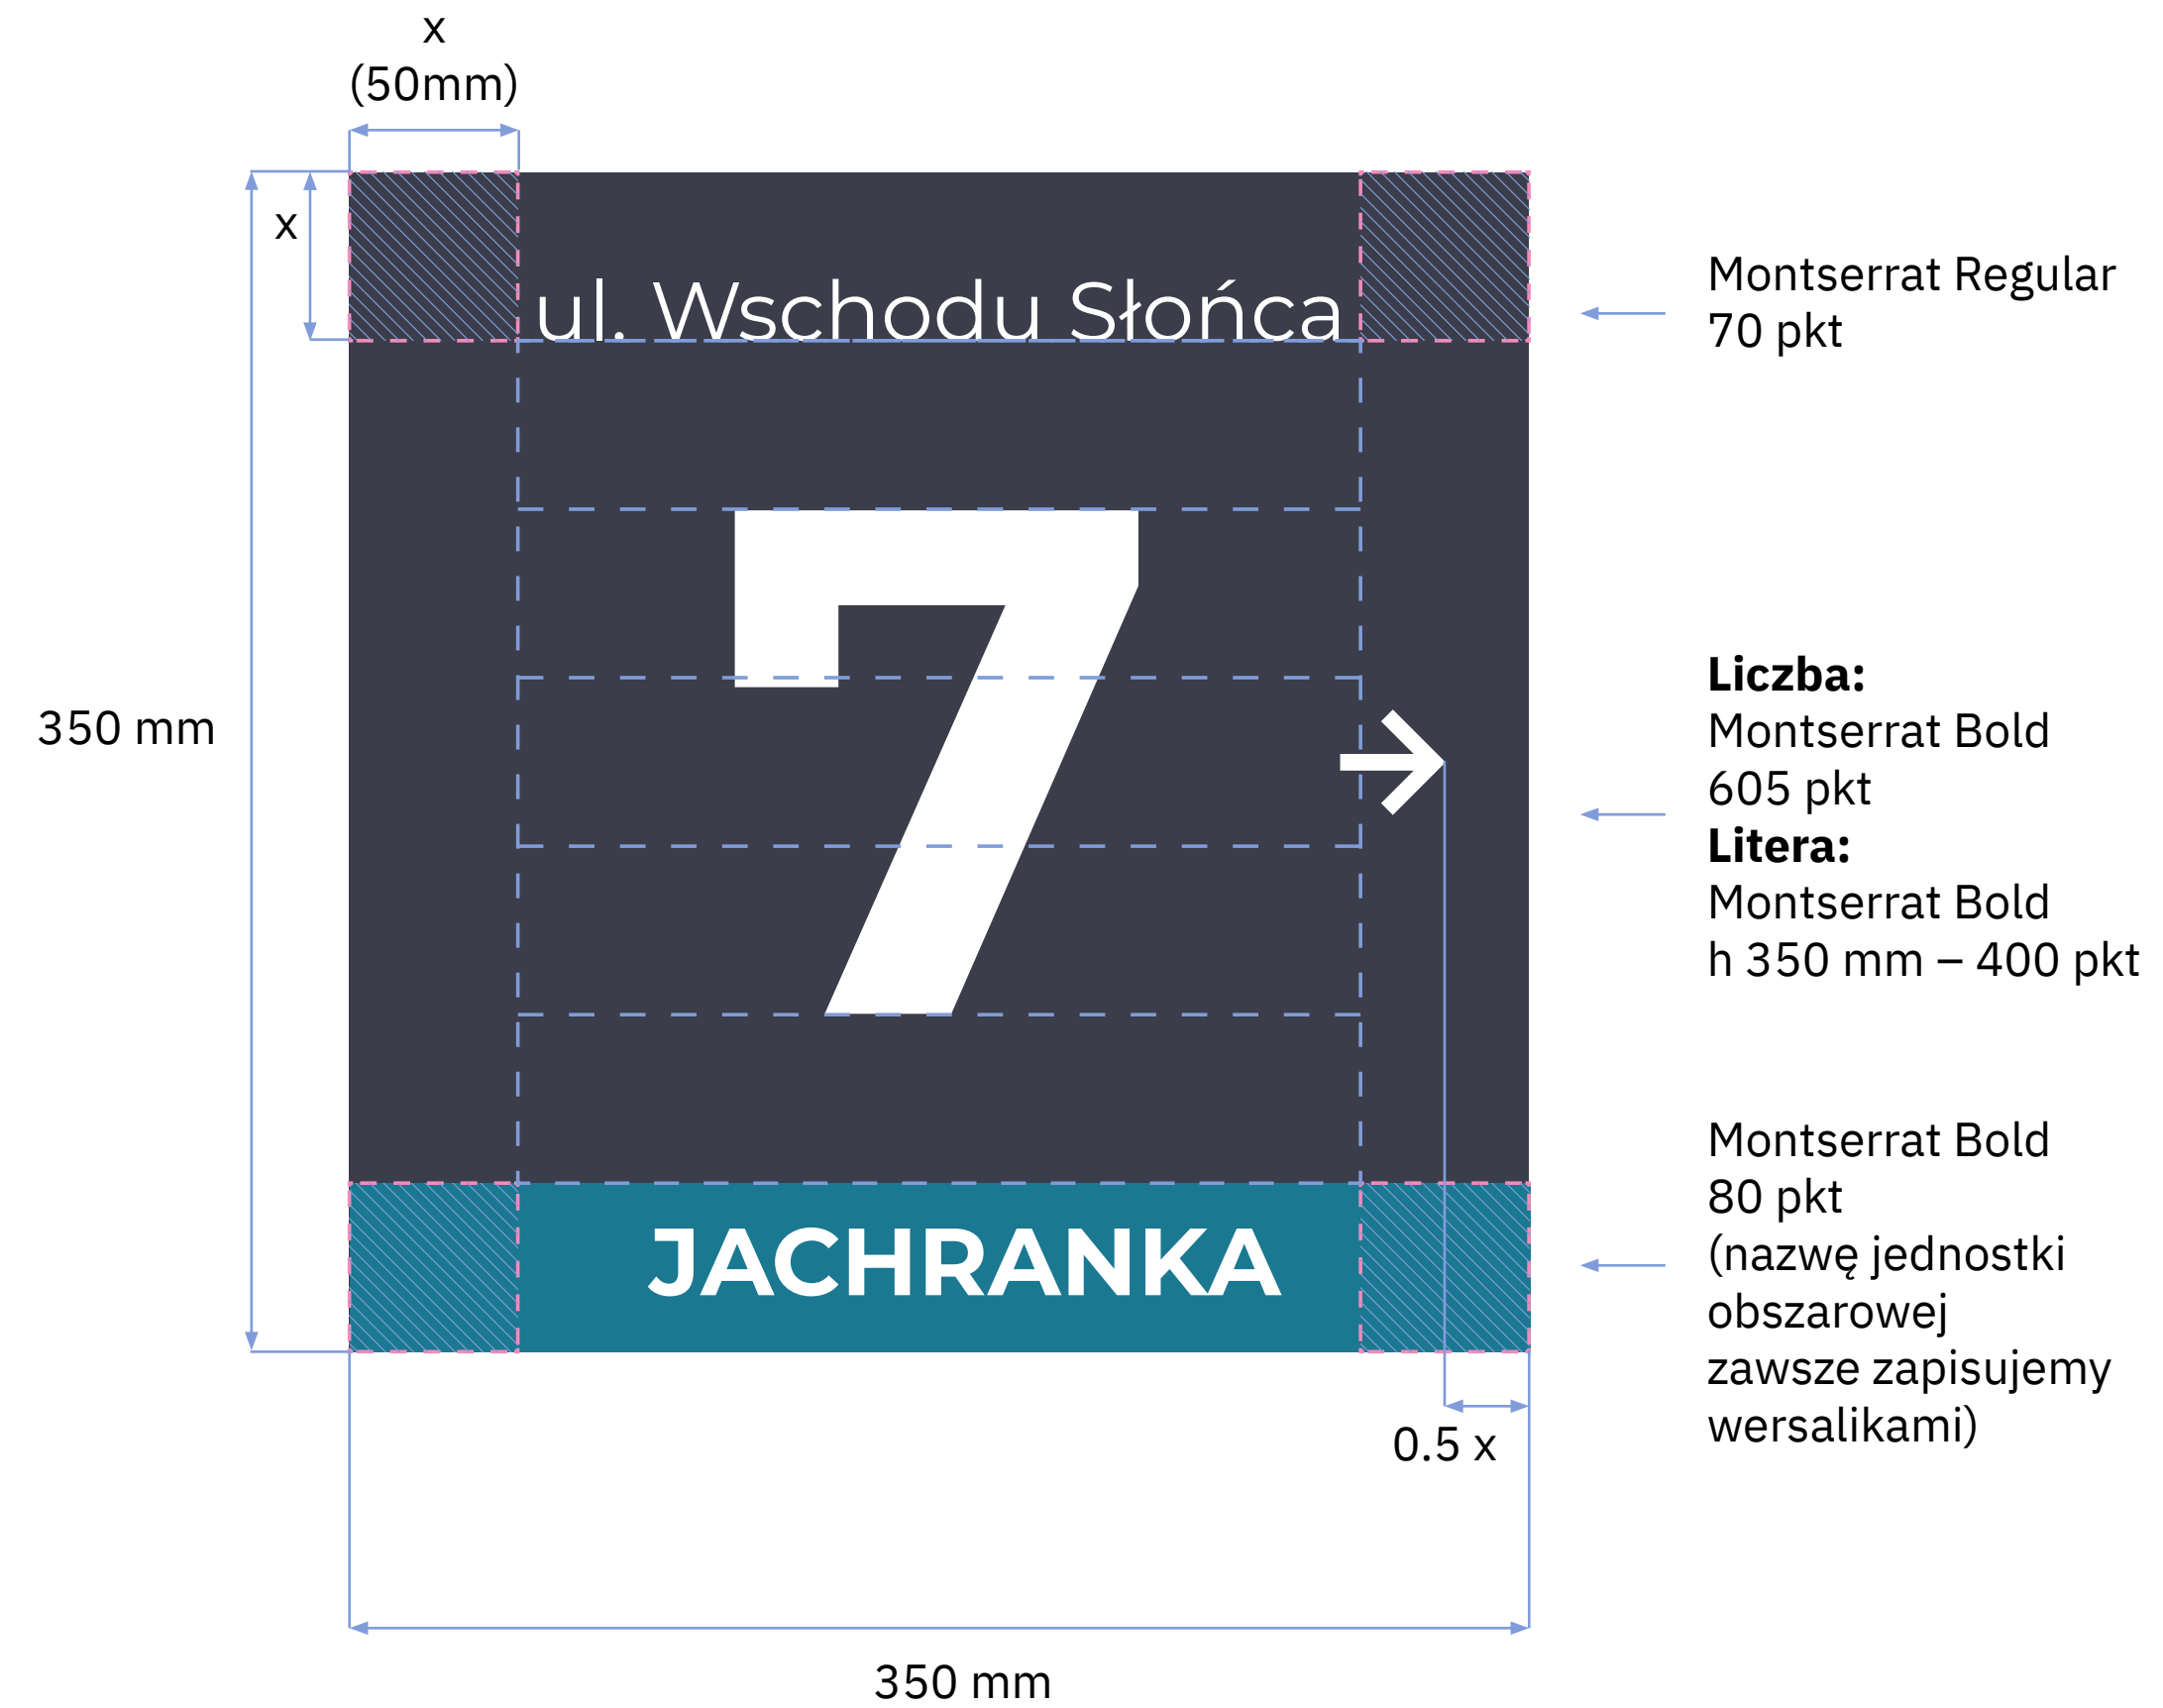 x
(50mm)
x
ul. Wschodu Słońca
Montserrat Regular
70 pkt
7
350 mm
Liczba:
Montserrat Bold
605 pkt
Litera:
Montserrat Bold
h 350 mm – 400 pkt
JACHRANKA
Montserrat Bold
80 pkt
(nazwę jednostki
obszarowej
zawsze zapisujemy
wersalikami)
0.5 x
350 mm